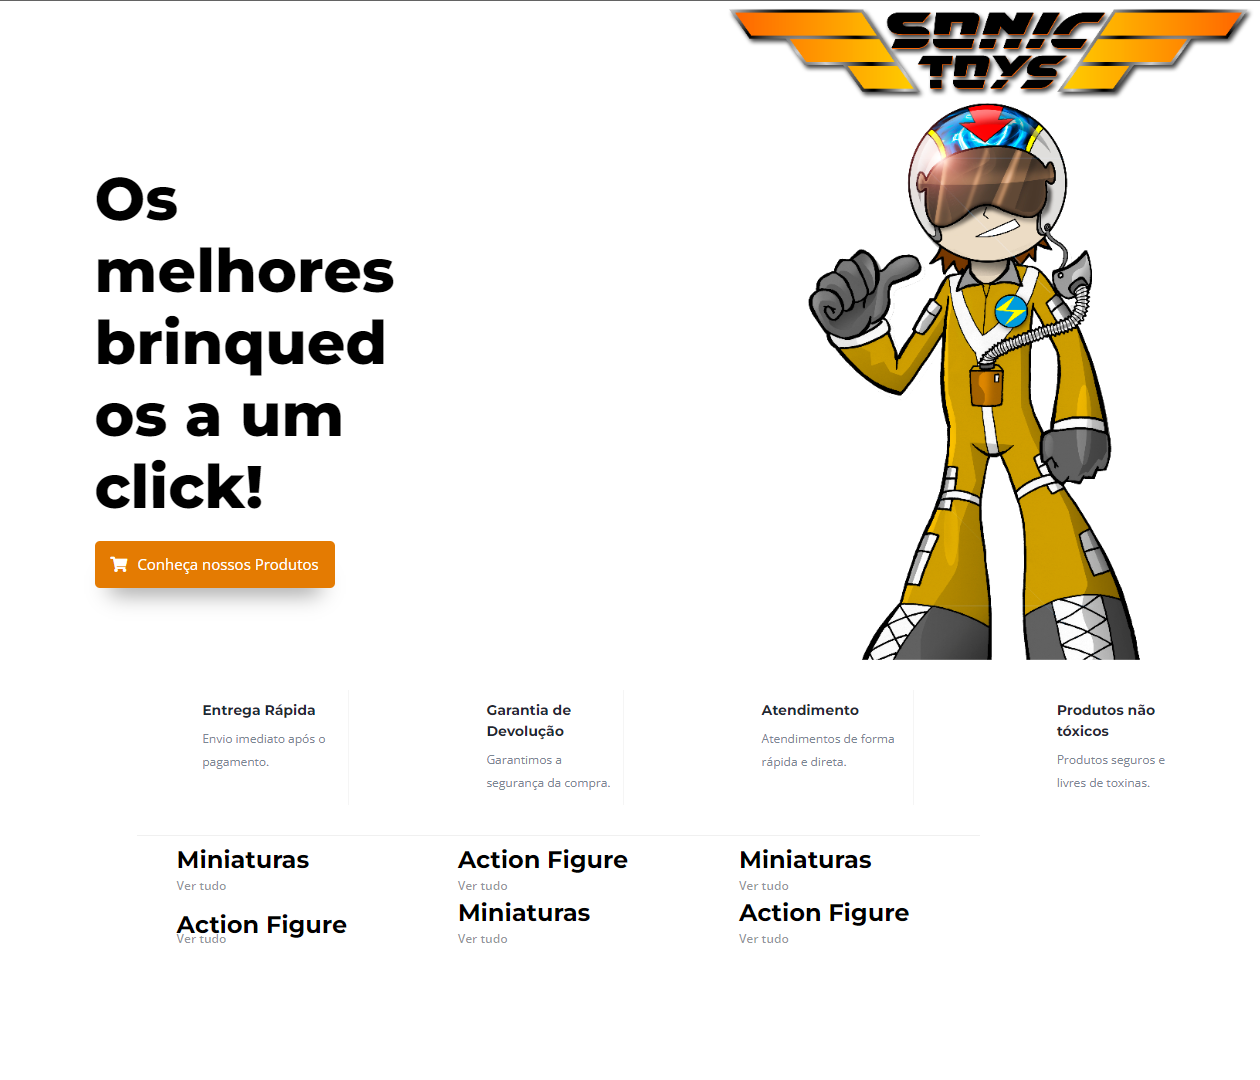 SONIC
TOYS
Os
melhores
brinqued
os a um
click!
Conheça nossos Produtos
Entrega Rápida
Envio imediato após o
pagamento.
Garantia de
Devolução
Garantimos a
segurança da compra.
Atendimento
Atendimentos de forma
rápida e direta.
Produtos não
tóxicos
Produtos seguros e
livres de toxinas.
Miniaturas
Ver tudo
Action Figure
Ver tudo
Miniaturas
Ver tudo
Action Figure
Ver tudo
Miniaturas
Ver tudo
Action Figure
Ver tudo